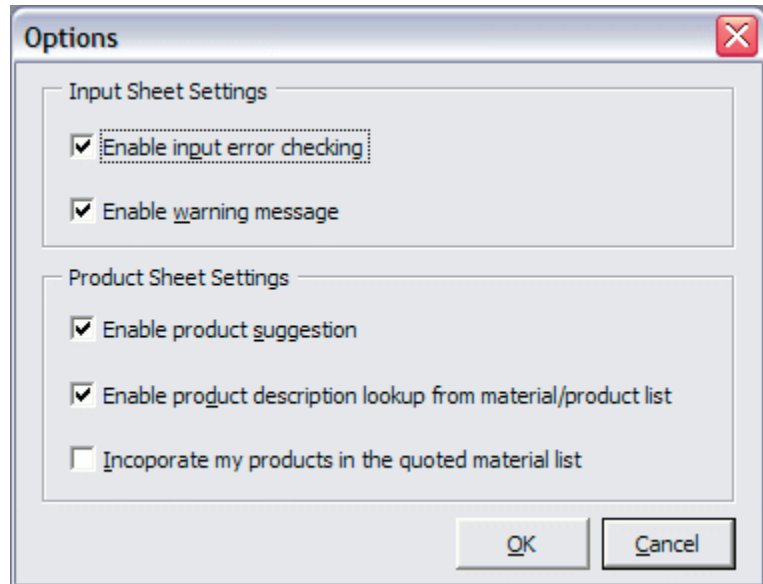 Options
Input Sheet Settings
Enable input error checking
Enable warning message
Product Sheet Settings
Enable product suggestion
Enable product description lookup from material/product list
Incoporate my products in the quoted material list
OK
Cancel